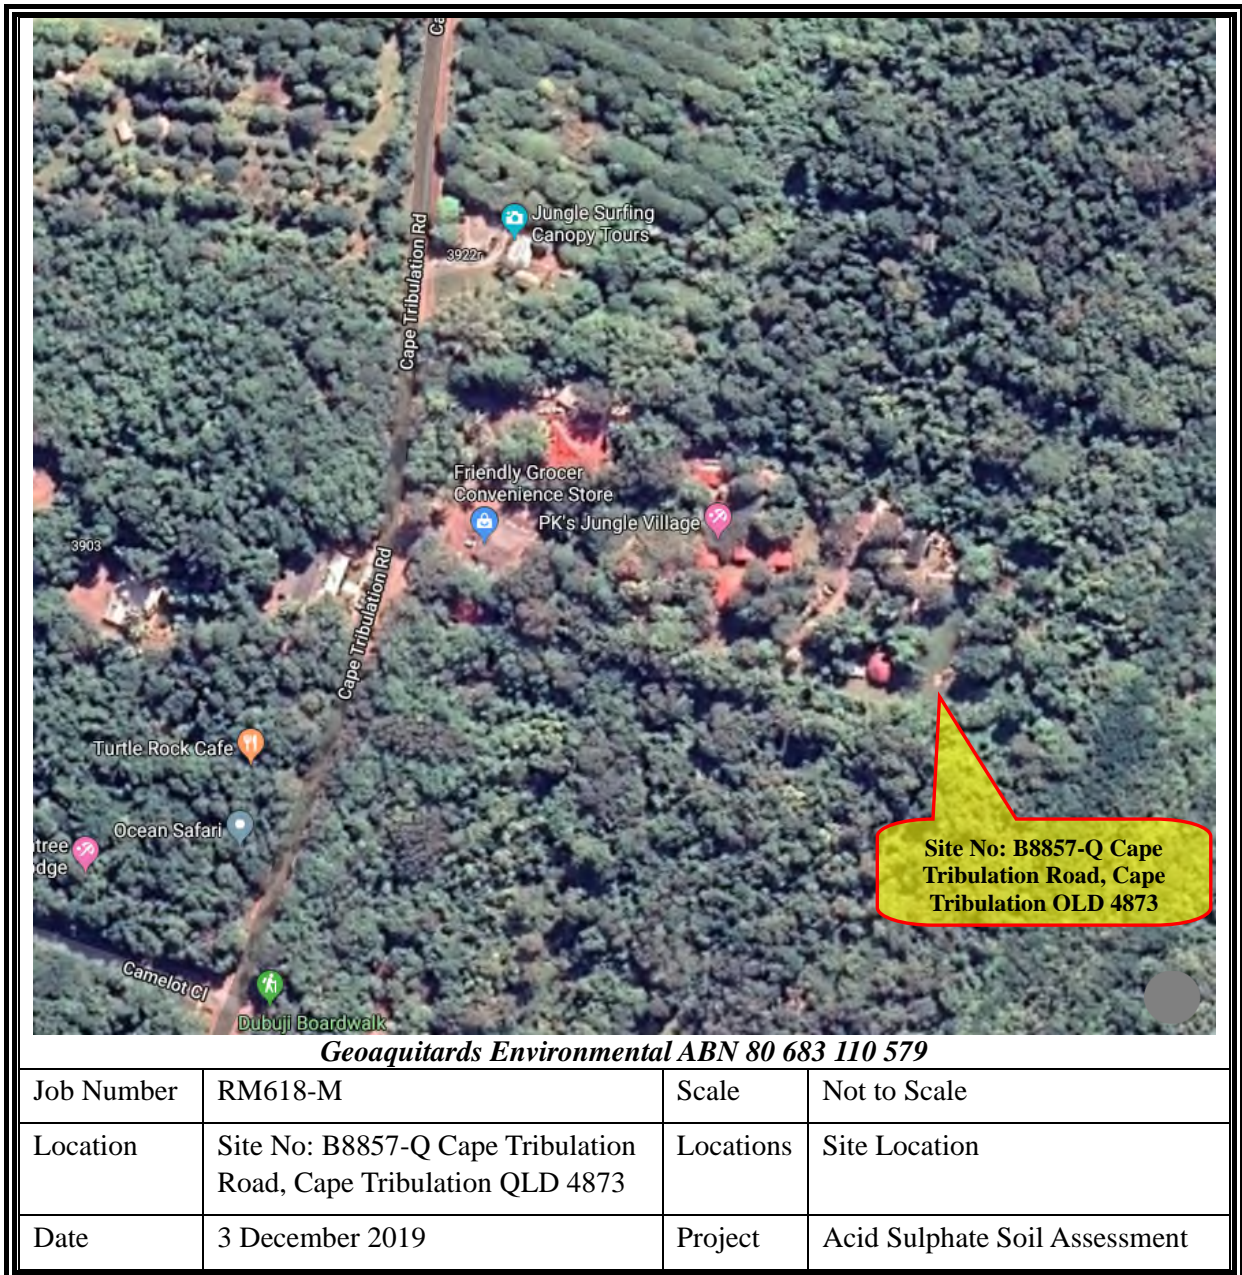 Ca
Jungle Surfing
Canopy Tours
3922r
Cape Tribulation Rd
Friendly Grocer
Convenience Store
PK's Jungle Village
3903
Cape Tribulation Rd
Turtle Rock Cafe
Ocean Safari
tree
dge
Site No: B8857-Q Cape
Tribulation Road, Cape
Tribulation OLD 4873
Camelot Cl
Dubuji Boardwalk
Geoaquitards Environmental ABN 80 683 110 579
Job Number RM618-M Scale Not to Scale
Location Site No: B8857-Q Cape Tribulation Locations Site Location
Road, Cape Tribulation QLD 4873
Date 3 December 2019 Project Acid Sulphate Soil Assessment